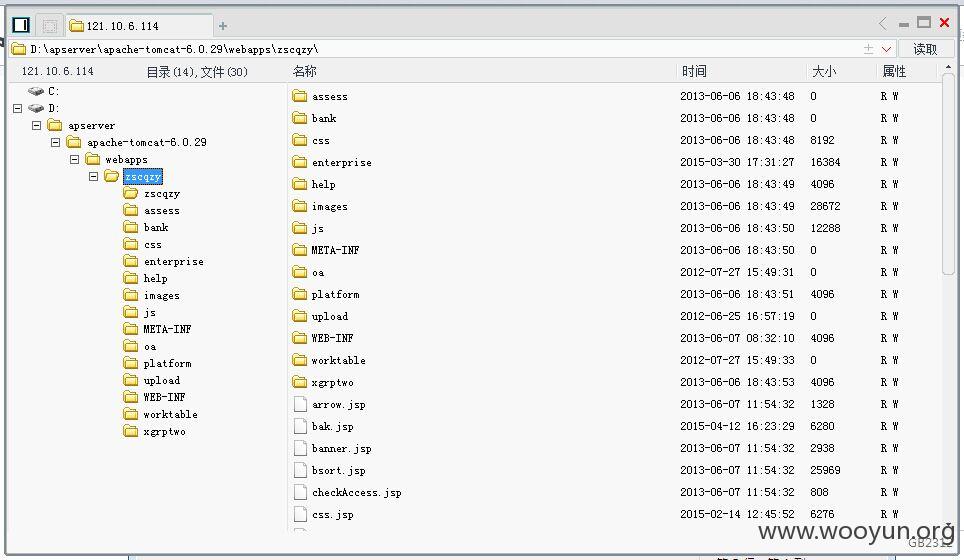 121.10.6.114
D:\apserver\apache-tomcat-6.0.29\webapps\zscqzy\
读取
121.10.6.114 目录(14),文件(30)
名称 时间 大小 属性
C:
D:
apserver
apache-tomcat-6.0.29
webapps
zscqzy
zscqzy
assess
bank
css
enterprise
help
images
js
META-INF
oa
platform
upload
WEB-INF
worktable
xgrptwo
assess 2013-06-06 18:43:48 0 R W
bank 2013-06-06 18:43:48 0 R W
css 2013-06-06 18:43:48 8192 R W
enterprise 2015-03-30 17:31:27 16384 R W
help 2013-06-06 18:43:49 4096 R W
images 2013-06-06 18:43:49 28672 R W
js 2013-06-06 18:43:50 12288 R W
META-INF 2013-06-06 18:43:50 0 R W
oa 2012-07-27 15:49:31 0 R W
platform 2013-06-06 18:43:51 4096 R W
upload 2012-06-25 16:57:19 0 R W
WEB-INF 2013-06-07 08:32:10 4096 R W
worktable 2012-07-27 15:49:33 0 R W
xgrptwo 2013-06-06 18:43:53 4096 R W
arrow.jsp 2013-06-07 11:54:32 1328 R W
bak.jsp 2015-04-12 16:23:29 6280 R W
banner.jsp 2013-06-07 11:54:32 2938 R W
bsort.jsp 2013-06-07 11:54:32 25969 R W
checkAccess.jsp 2013-06-07 11:54:32 808 R W
css.jsp 2015-02-14 12:45:52 6276 R W
www.wooyun.org
GB2312